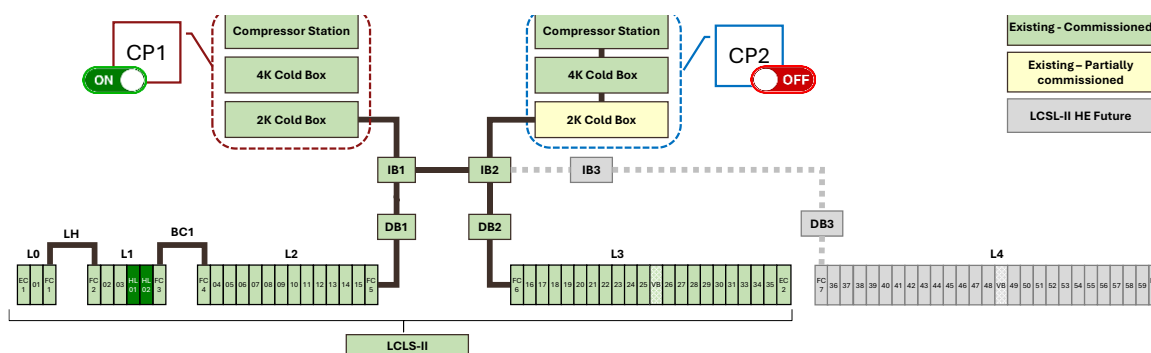 Compressor Station
Compressor Station
Existing - Commissioned
CP1
CP2
ON
4K Cold Box
4K Cold Box
OFF
Existing – Partially
commissioned
2K Cold Box
2K Cold Box
LCSL-II HE Future
IB1
IB2
IB3
DB1
DB2
DB3
LH
BC1
L0
L1
L2
L3
L4
EC 1
01
FC 1
FC 2
02
03
HL 01
HL 02
FC 3
FC 4
04
05
06
07
08
09
10
11
12
13
14
15
FC 5
FC 6
16
17
18
19
20
21
22
23
24
25
VB
26
27
28
29
30
31
32
33
34
35
EC 2
FC 7
36
37
38
39
40
41
42
43
44
45
46
47
48
VB
49
50
51
52
53
54
55
56
57
58
59
LCLS-II